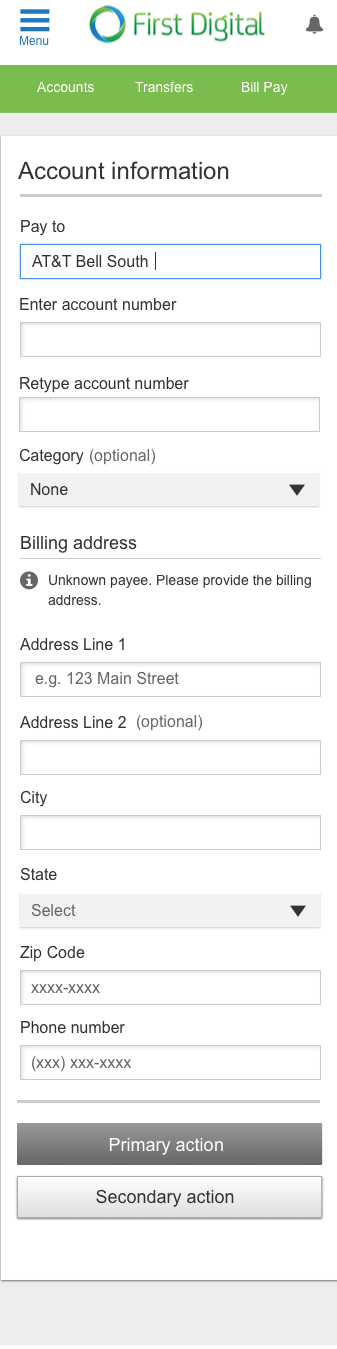 First Digital
Menu
Accounts Transfers Bill Pay
Account information
Pay to
AT&T Bell South
Enter account number
Retype account number
Category (optional)
None
Billing address
Unknown payee. Please provide the billing
address.
Address Line 1
e.g. 123 Main Street
Address Line 2 (optional)
City
State
Select
Zip Code
xxxx-xxxx
Phone number
(xxx) xxx-xxxx
Primary action
Secondary action